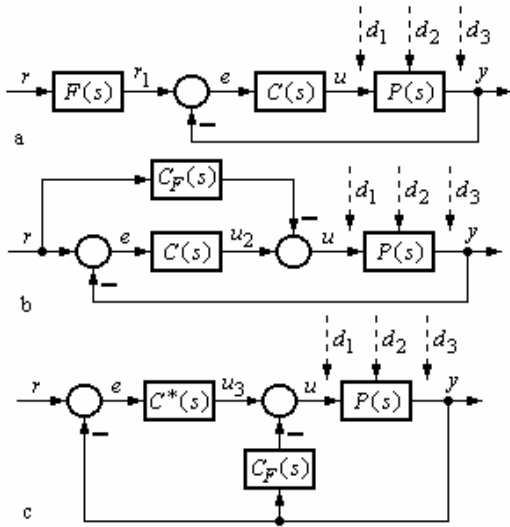 d1 d2 d3
r F(s) r1 e C(s) u P(s) y
a
CF(s)
d1 d2 d3
r e C(s) u2 u P(s) y
b
d1 d2 d3
r e C*(s) u3 u P(s) y
CF(s)
c